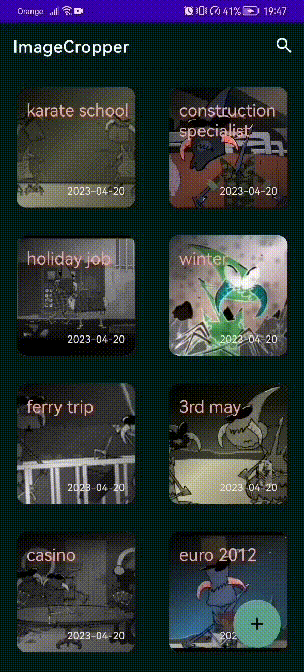 Orange 41% 19:47
ImageCropper
karate school
2023-04-20
construction
specialist
2023-04-20
holiday job
2023-04-20
winter
2023-04-20
ferry trip
2023-04-20
3rd may
2023-04-20
casino
2023-04-20
euro 2012
202
+